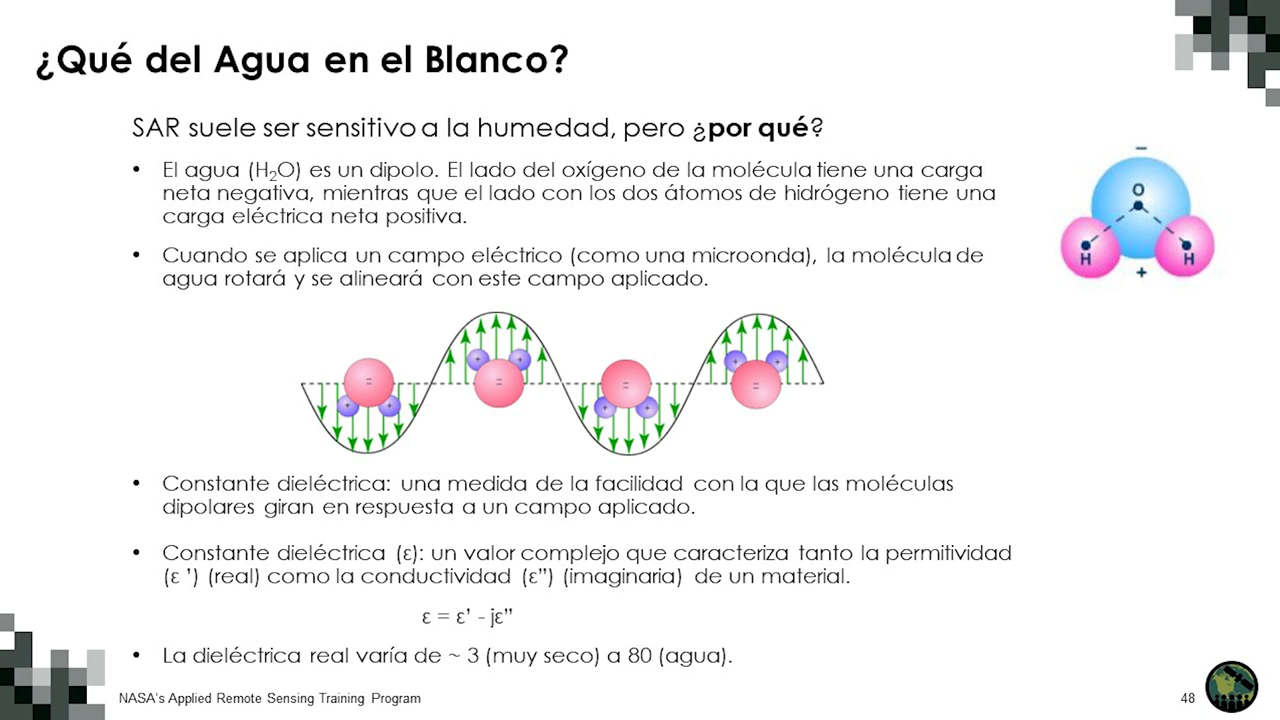 ¿Qué del Agua en el Blanco?
SAR suele ser sensitivo a la humedad, pero ¿por qué?
• El agua (H₂O) es un dipolo. El lado del oxígeno de la molécula tiene una carga
neta negativa, mientras que el lado con los dos átomos de hidrógeno tiene una
carga eléctrica neta positiva.
• Cuando se aplica un campo eléctrico (como una microonda), la molécula de
agua rotará y se alineará con este campo aplicado.
−
O
H
H
+
• Constante dieléctrica: una medida de la facilidad con la que las moléculas
dipolares giran en respuesta a un campo aplicado.
• Constante dieléctrica (ε): un valor complejo que caracteriza tanto la permitividad
(ε ’) (real) como la conductividad (ε”) (imaginaria) de un material.
ε = ε’ - jε”
• La dieléctrica real varía de ~ 3 (muy seco) a 80 (agua).
NASA's Applied Remote Sensing Training Program
48